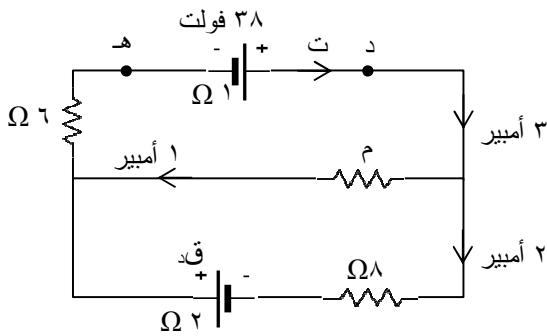 ٣٨ فولت
هـ - + ت د
Ω ١
Ω ٦
٣ أمبير
١ أمبير م
٢ أمبير
قد
+ -
Ω ٢
Ω٨